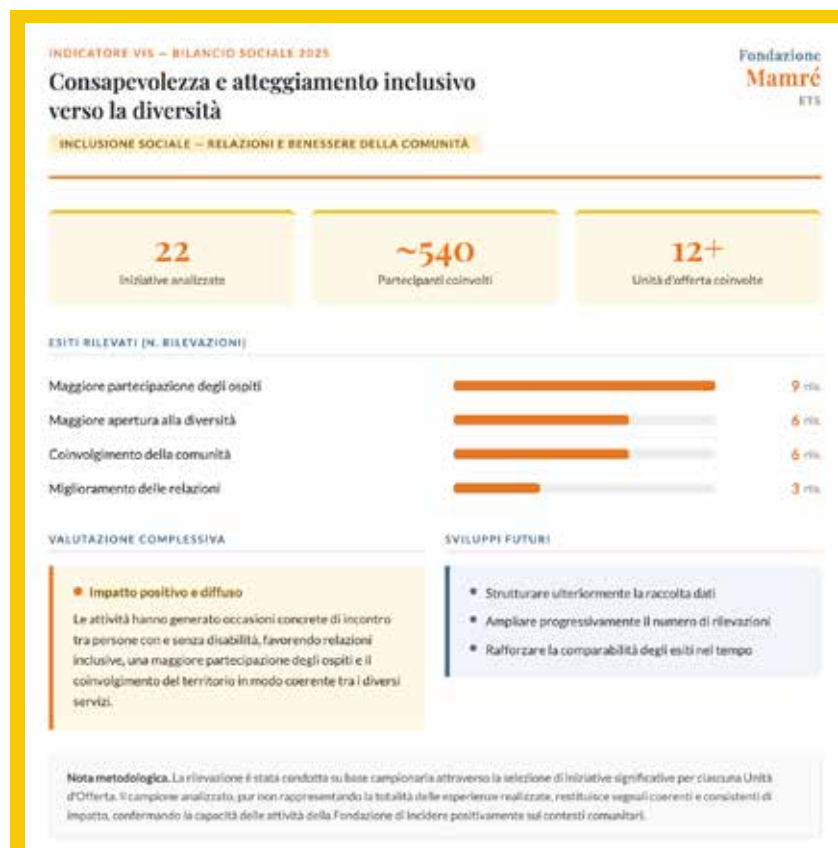 INDICATORE VIS – BILANCIO SOCIALE 2025
Consapevolezza e atteggiamento inclusivo
verso la diversità
INCLUSIONE SOCIALE – RELAZIONI E BENESSERE DELLA COMUNITÀ
Fondazione
Mamré
ETS
22
Iniziative analizzate
~540
Partecipanti coinvolti
12+
Unità d'offerta coinvolte
ESITI RILEVATI (N. RILEVAZIONI)
Maggiore partecipazione degli ospiti
9 rila.
Maggiore apertura alla diversità
6 rila.
Coinvolgimento della comunità
6 rila.
Miglioramento delle relazioni
3 rila.
VALUTAZIONE COMPLESSIVA
Impatto positivo e diffuso
Le attività hanno generato occasioni concrete di incontro
tra persone con e senza disabilità, favorendo relazioni
inclusive, una maggiore partecipazione degli ospiti e il
coinvolgimento del territorio in modo coerente tra i diversi
servizi.
SVILUPPI FUTURI
Strutturare ulteriormente la raccolta dati
Ampliare progressivamente il numero di rilevazioni
Rafforzare la comparabilità degli esiti nel tempo
Nota metodologica. La rilevazione è stata condotta su base campionaria attraverso la selezione di iniziative significative per ciascuna Unità
d'Offerta. Il campione analizzato, pur non rappresentando la totalità delle esperienze realizzate, restituisce segnali coerenti e consistenti di
impatto, confermando la capacità delle attività della Fondazione di incidere positivamente sui contesti comunitari.